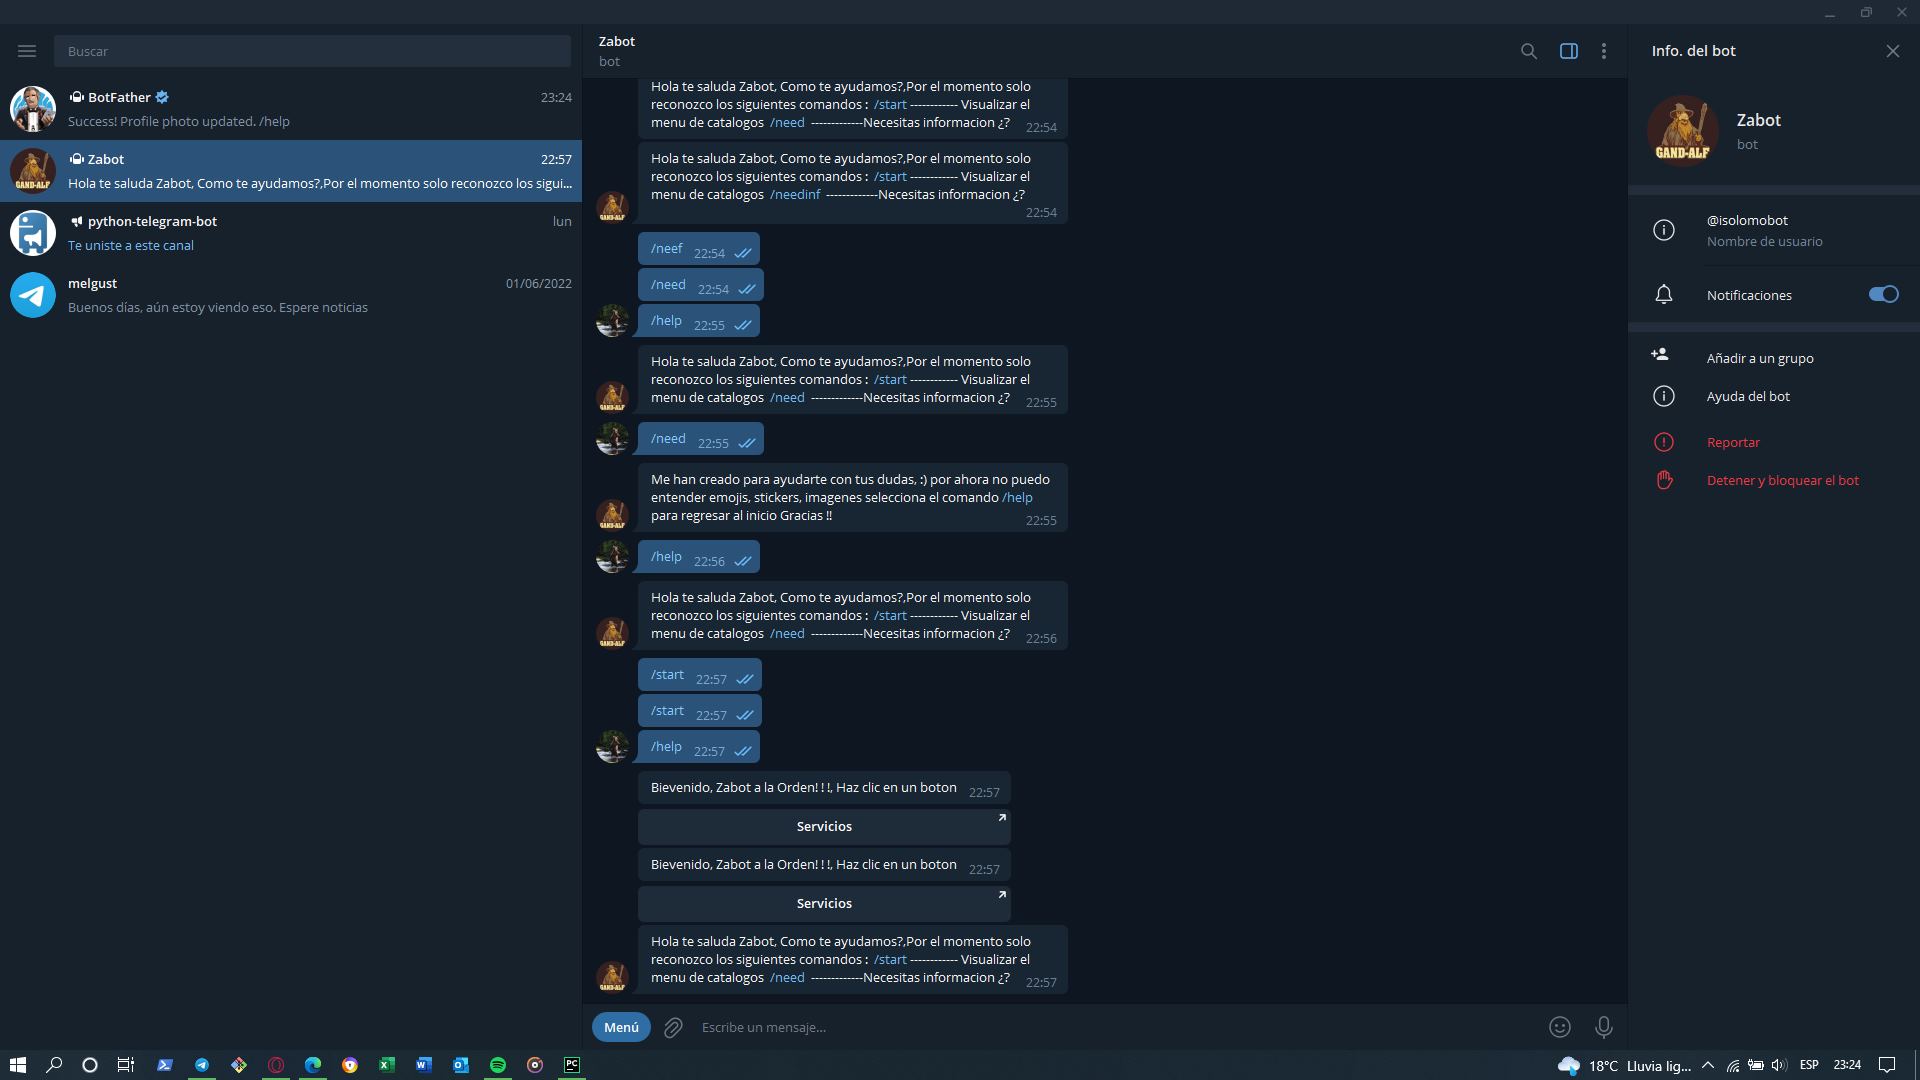 Buscar
BotFather
23:24
Success! Profile photo updated. /help
Zabot
22:57
Hola te saluda Zabot, Como te ayudamos?,Por el momento solo reconozco los sigui...
python-telegram-bot
lun
Te uniste a este canal
melgust
01/06/2022
Buenos días, aún estoy viendo eso. Espere noticias
Zabot
bot
Hola te saluda Zabot, Como te ayudamos?,Por el momento solo
reconozco los siguientes comandos : /start ------------ Visualizar el
menu de catalogos /need -------------Necesitas informacion ¿?
22:54
Hola te saluda Zabot, Como te ayudamos?,Por el momento solo
reconozco los siguientes comandos : /start ------------ Visualizar el
menu de catalogos /needinf -------------Necesitas informacion ¿?
22:54
GAND-ALF
/neef 22:54
/need 22:54
/help 22:55
Hola te saluda Zabot, Como te ayudamos?,Por el momento solo
reconozco los siguientes comandos : /start ------------ Visualizar el
menu de catalogos /need -------------Necesitas informacion ¿?
22:55
GAND-ALF
/need 22:55
Me han creado para ayudarte con tus dudas, :) por ahora no puedo
entender emojis, stickers, imagenes selecciona el comando /help
para regresar al inicio Gracias !!
22:55
GAND-ALF
/help 22:56
Hola te saluda Zabot, Como te ayudamos?,Por el momento solo
reconozco los siguientes comandos : /start ------------ Visualizar el
menu de catalogos /need -------------Necesitas informacion ¿?
22:56
GAND-ALF
/start 22:57
/start 22:57
/help 22:57
Bievenido, Zabot a la Orden! ! !, Haz clic en un boton 22:57
Servicios
Bievenido, Zabot a la Orden! ! !, Haz clic en un boton 22:57
Servicios
Hola te saluda Zabot, Como te ayudamos?,Por el momento solo
reconozco los siguientes comandos : /start ------------ Visualizar el
menu de catalogos /need -------------Necesitas informacion ¿?
22:57
GAND-ALF
Menú
Escribe un mensaje...
Info. del bot
GAND-ALF
Zabot
bot
@isolomobot
Nombre de usuario
Notificaciones
Añadir a un grupo
Ayuda del bot
Reportar
Detener y bloquear el bot
18°C Lluvia lig...
ESP
23:24